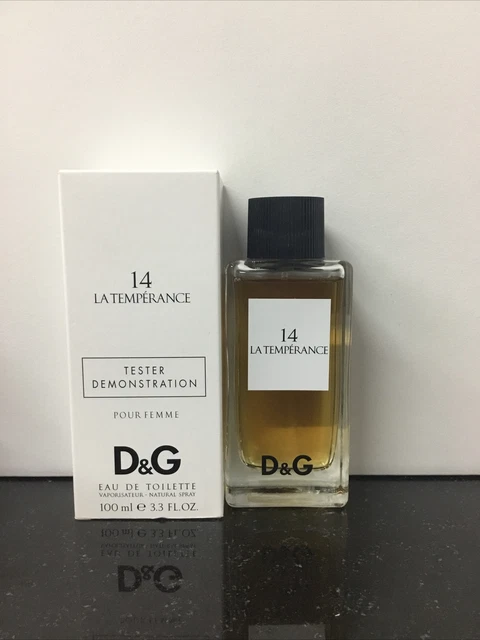 14
LA TEMPÉRANCE
TESTER
DEMONSTRATION
POUR FEMME
D&G
EAU DE TOILETTE
VAPORISATEUR - NATURAL SPRAY
100 ml ℮ 3.3 FL.OZ.
14
LA TEMPÉRANCE
D&G